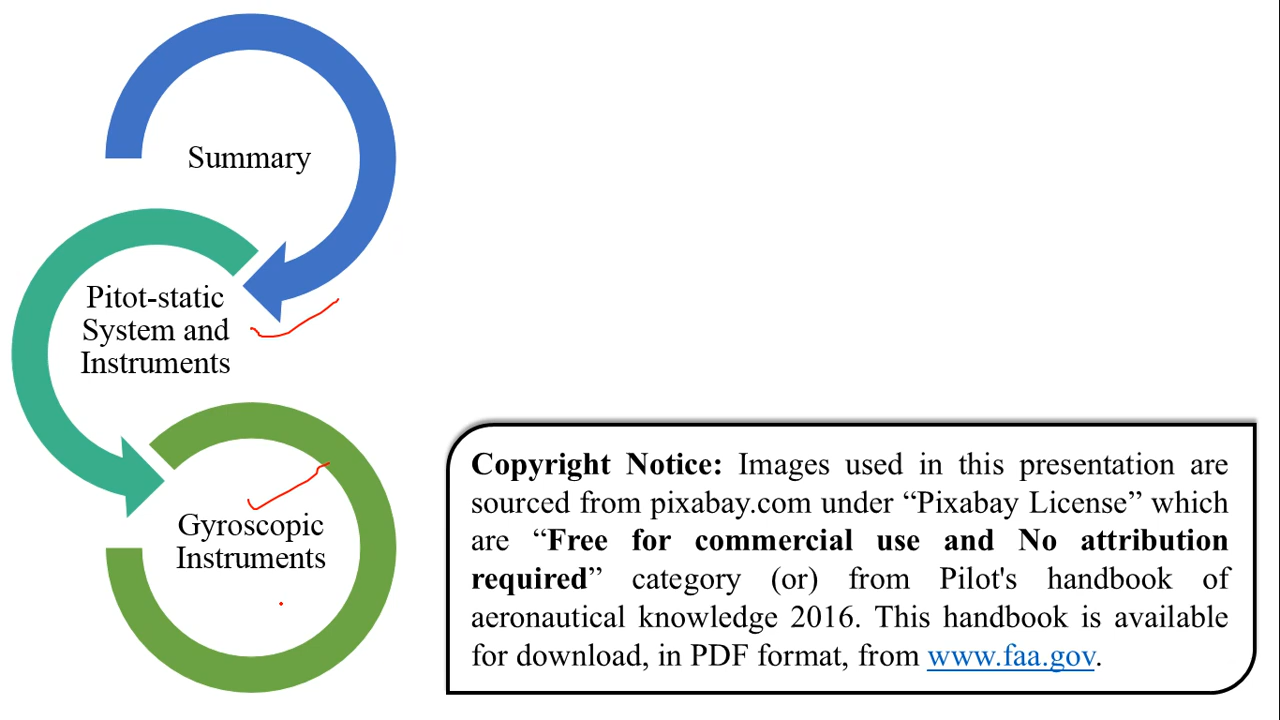 Summary
Pitot-static
System and
Instruments
Gyroscopic
Instruments
Copyright Notice: Images used in this presentation are
sourced from pixabay.com under “Pixabay License” which
are “Free for commercial use and No attribution
required” category (or) from Pilot's handbook of
aeronautical knowledge 2016. This handbook is available
for download, in PDF format, from www.faa.gov.